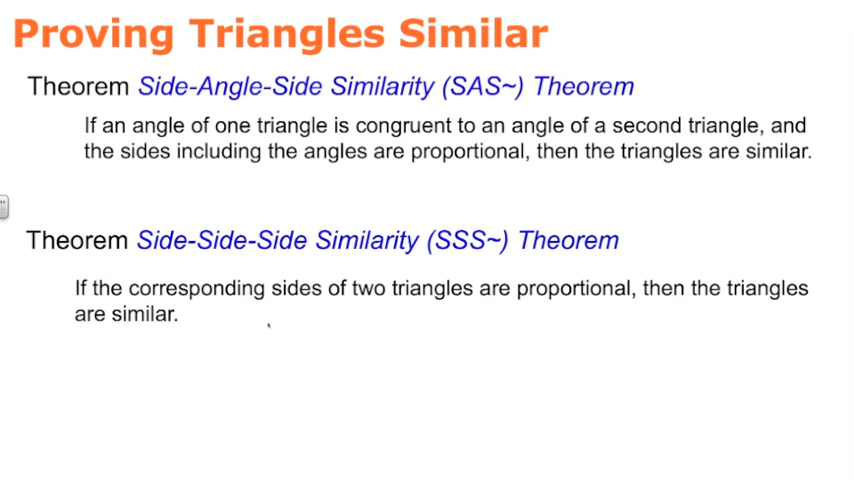 Proving Triangles Similar
Theorem Side-Angle-Side Similarity (SAS~) Theorem
If an angle of one triangle is congruent to an angle of a second triangle, and
the sides including the angles are proportional, then the triangles are similar.
Theorem Side-Side-Side Similarity (SSS~) Theorem
If the corresponding sides of two triangles are proportional, then the triangles
are similar.